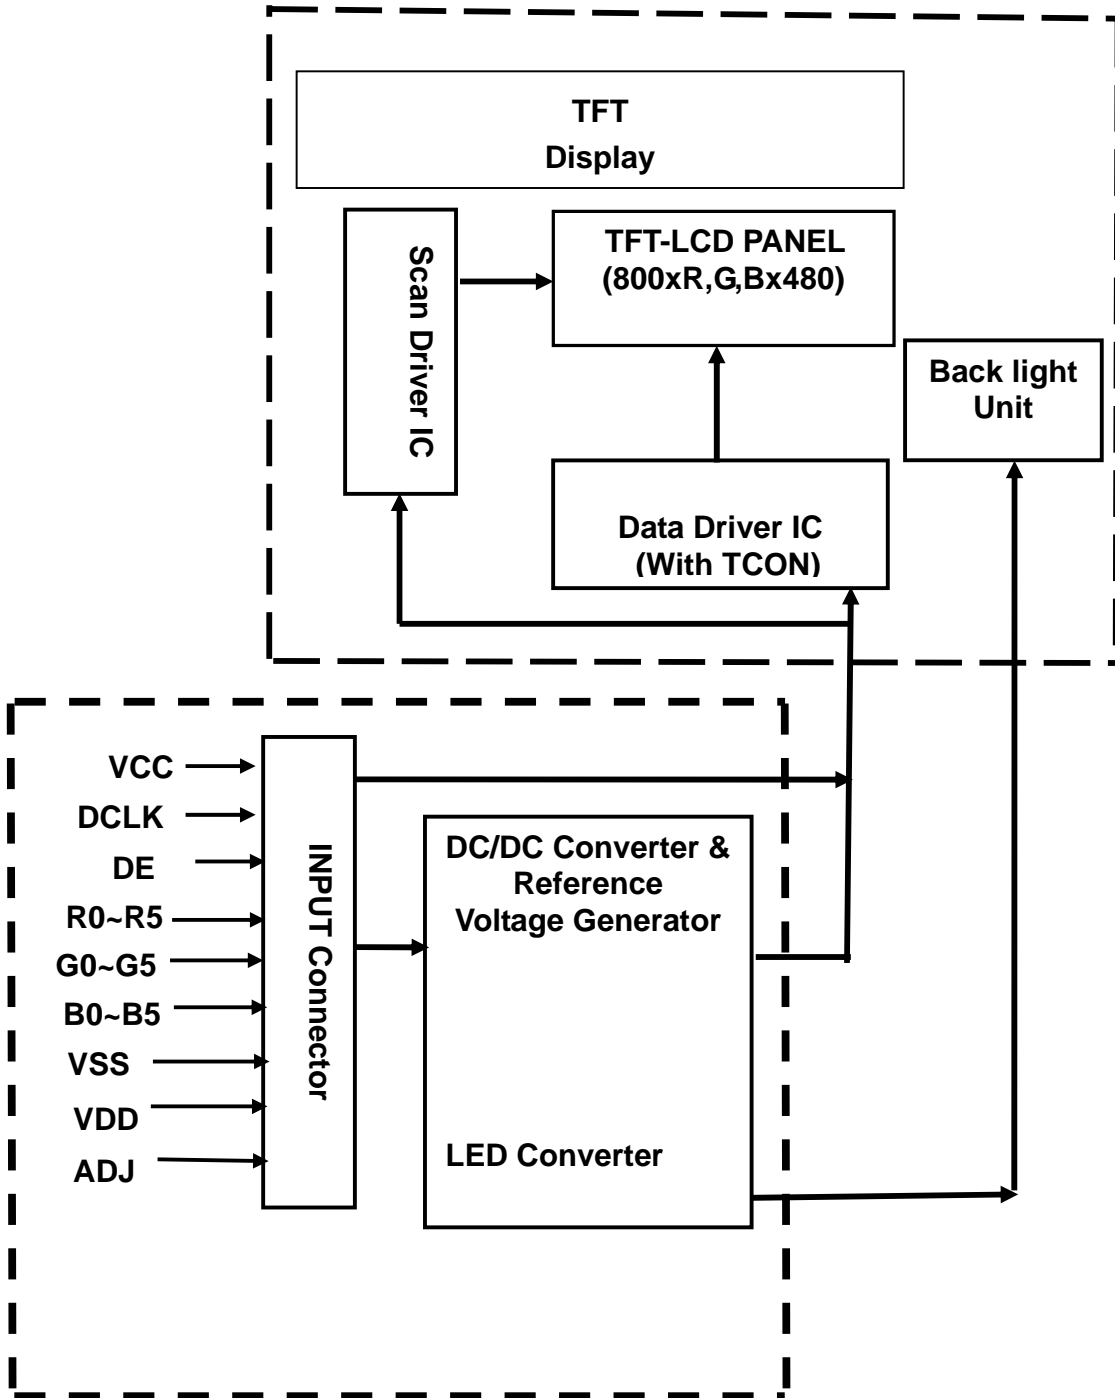 TFT
Display
Scan Driver IC
TFT-LCD PANEL
(800xR,G,Bx480)
Back light
Unit
Data Driver IC
(With TCON)
VCC
DCLK
DE
R0~R5
G0~G5
B0~B5
VSS
VDD
ADJ
INPUT Connector
DC/DC Converter &
Reference
Voltage Generator
LED Converter